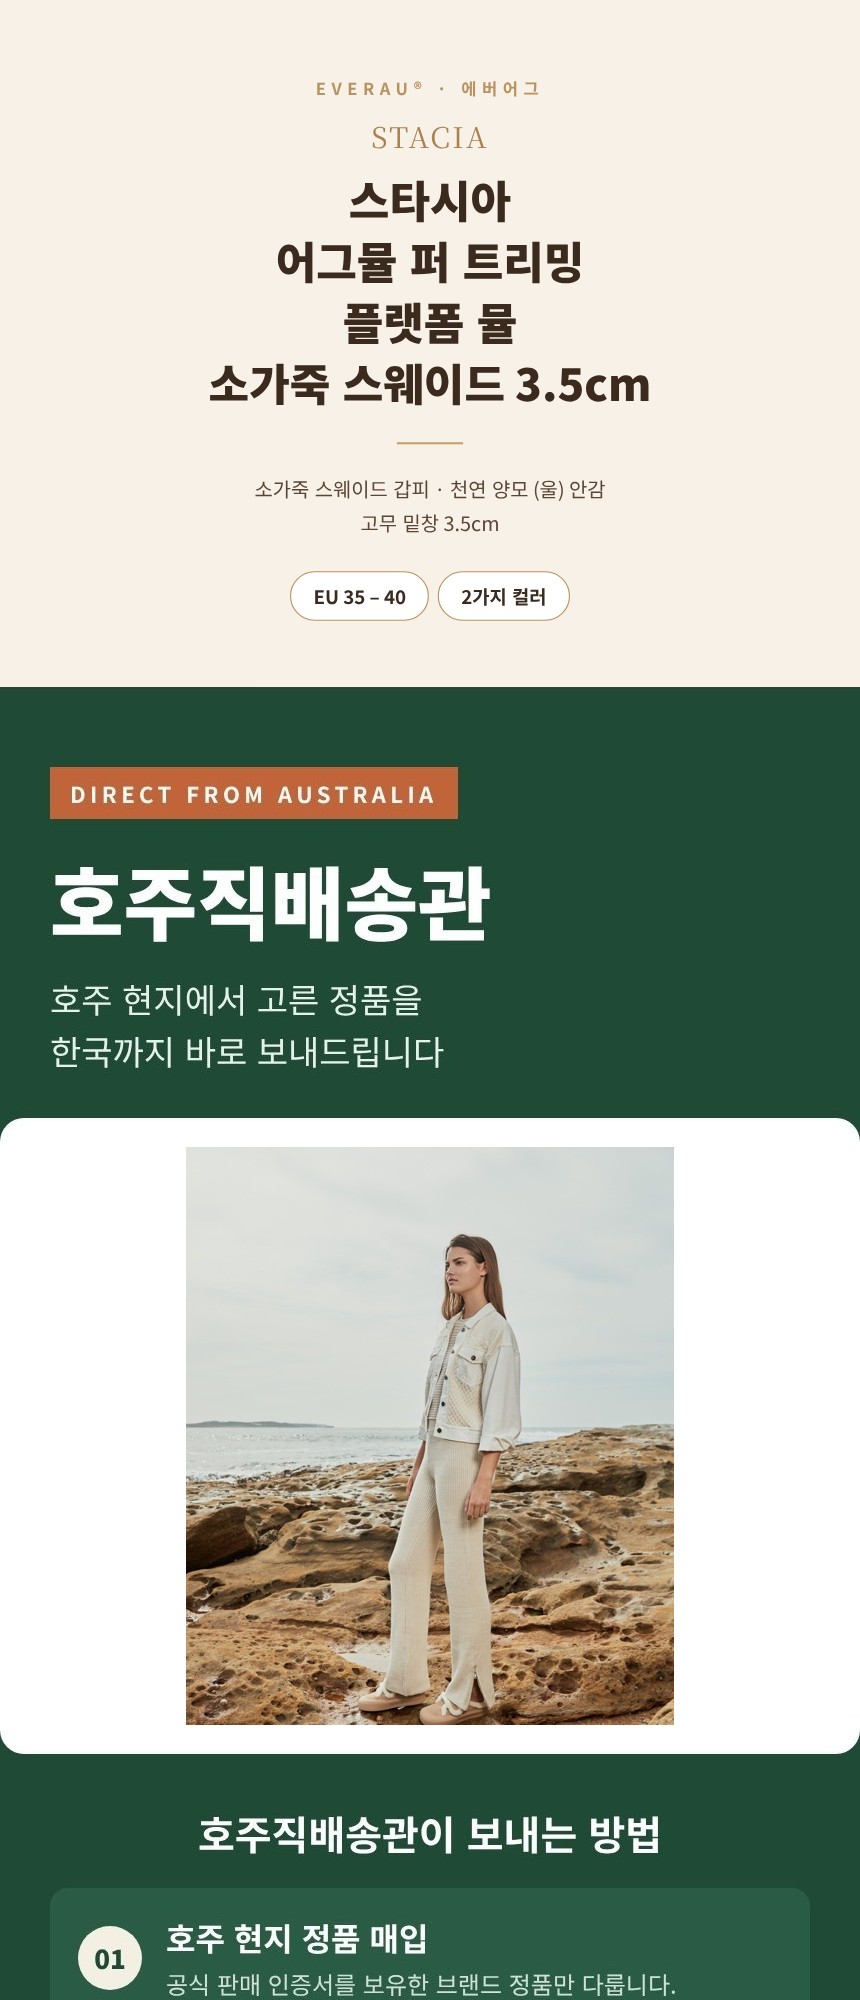 EVERAU® · 에버어그
STACIA
스타시아
어그뮬 퍼 트리밍
플랫폼 뮬
소가죽 스웨이드 3.5cm
소가죽 스웨이드 갑피 · 천연 양모 (울) 안감
고무 밑창 3.5cm
EU 35 – 40
2가지 컬러
DIRECT FROM AUSTRALIA
호주직배송관
호주 현지에서 고른 정품을
한국까지 바로 보내드립니다
호주직배송관이 보내는 방법
01
호주 현지 정품 매입
공식 판매 인증서를 보유한 브랜드 정품만 다룹니다.